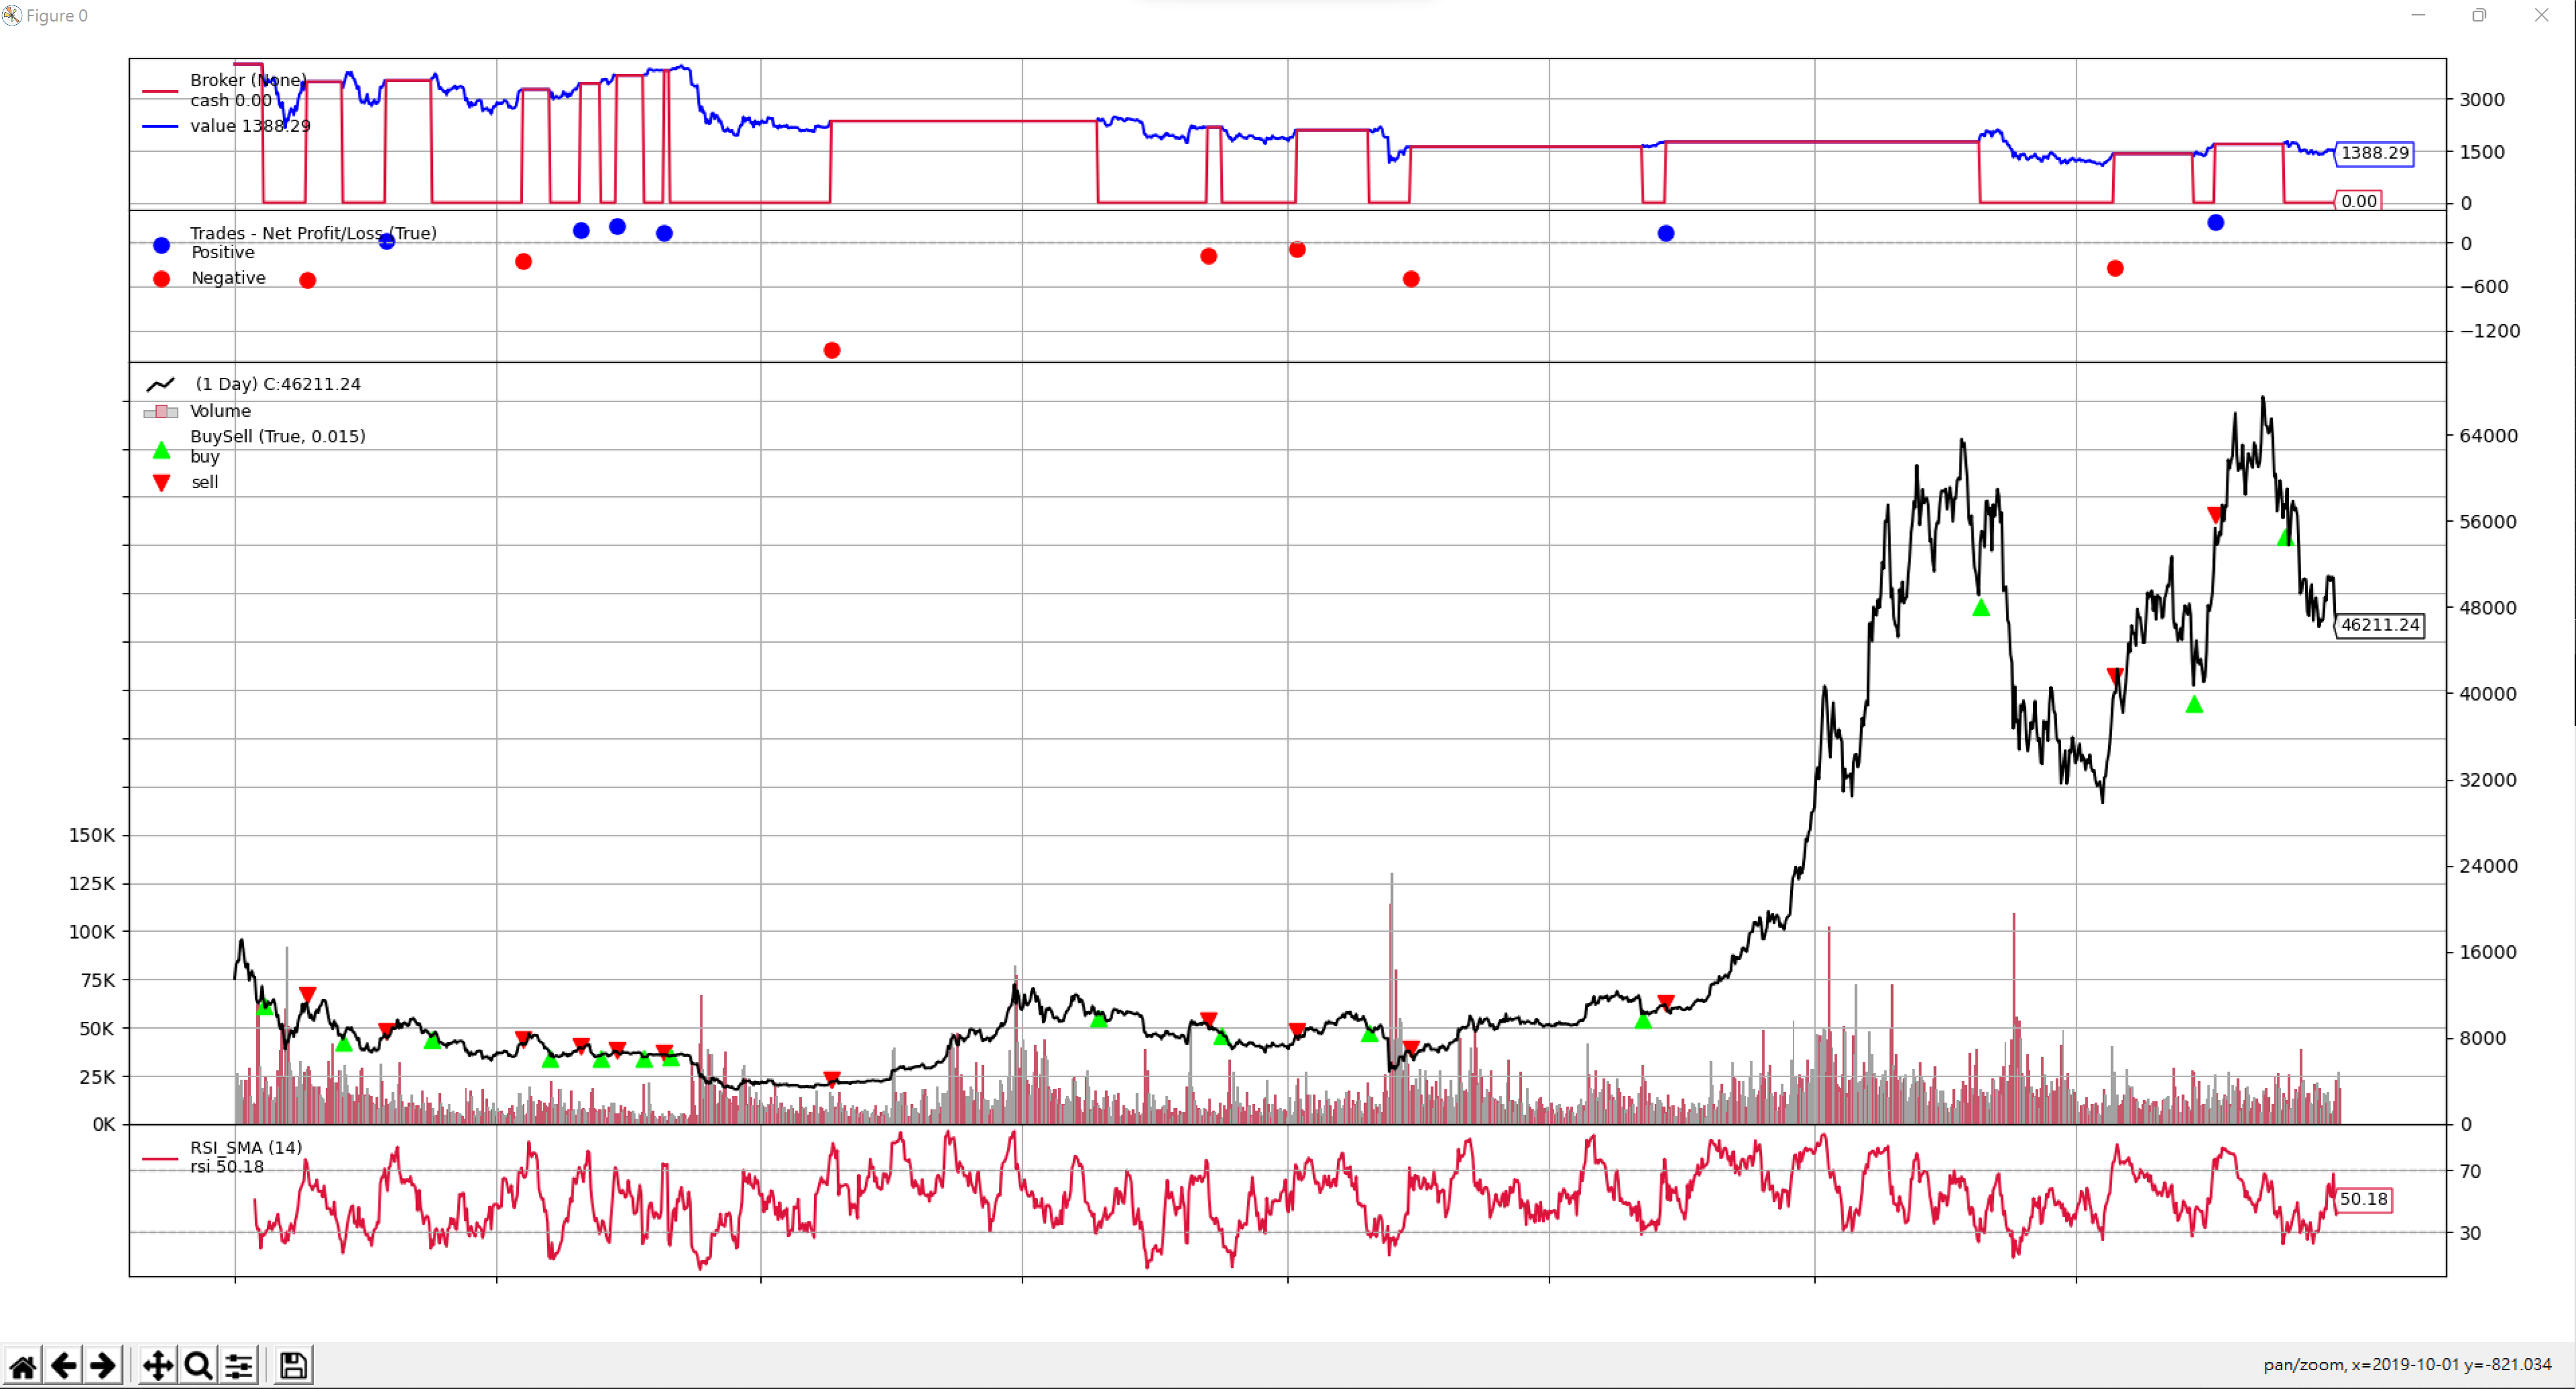 Figure 0
Broker (None)
cash 0.00
value 1388.29
3000
1500
0
1388.29
0.00
Trades - Net Profit/Loss (True)
Positive
Negative
0
−600
−1200
(1 Day) C:46211.24
Volume
BuySell (True, 0.015)
buy
sell
64000
56000
48000
46211.24
40000
32000
24000
16000
8000
0
150K
125K
100K
75K
50K
25K
0K
RSI_SMA (14)
rsi 50.18
70
50.18
30
pan/zoom, x=2019-10-01 y=-821.034